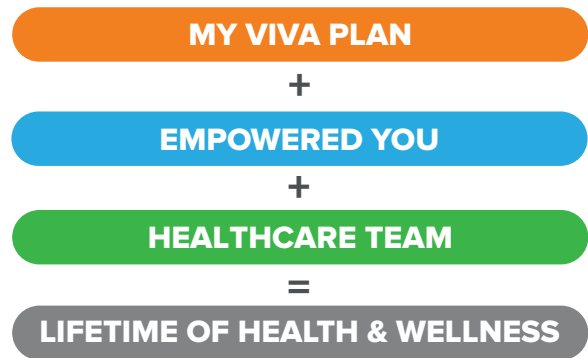 MY VIVA PLAN
+
EMPOWERED YOU
+
HEALTHCARE TEAM
=
LIFETIME OF HEALTH & WELLNESS